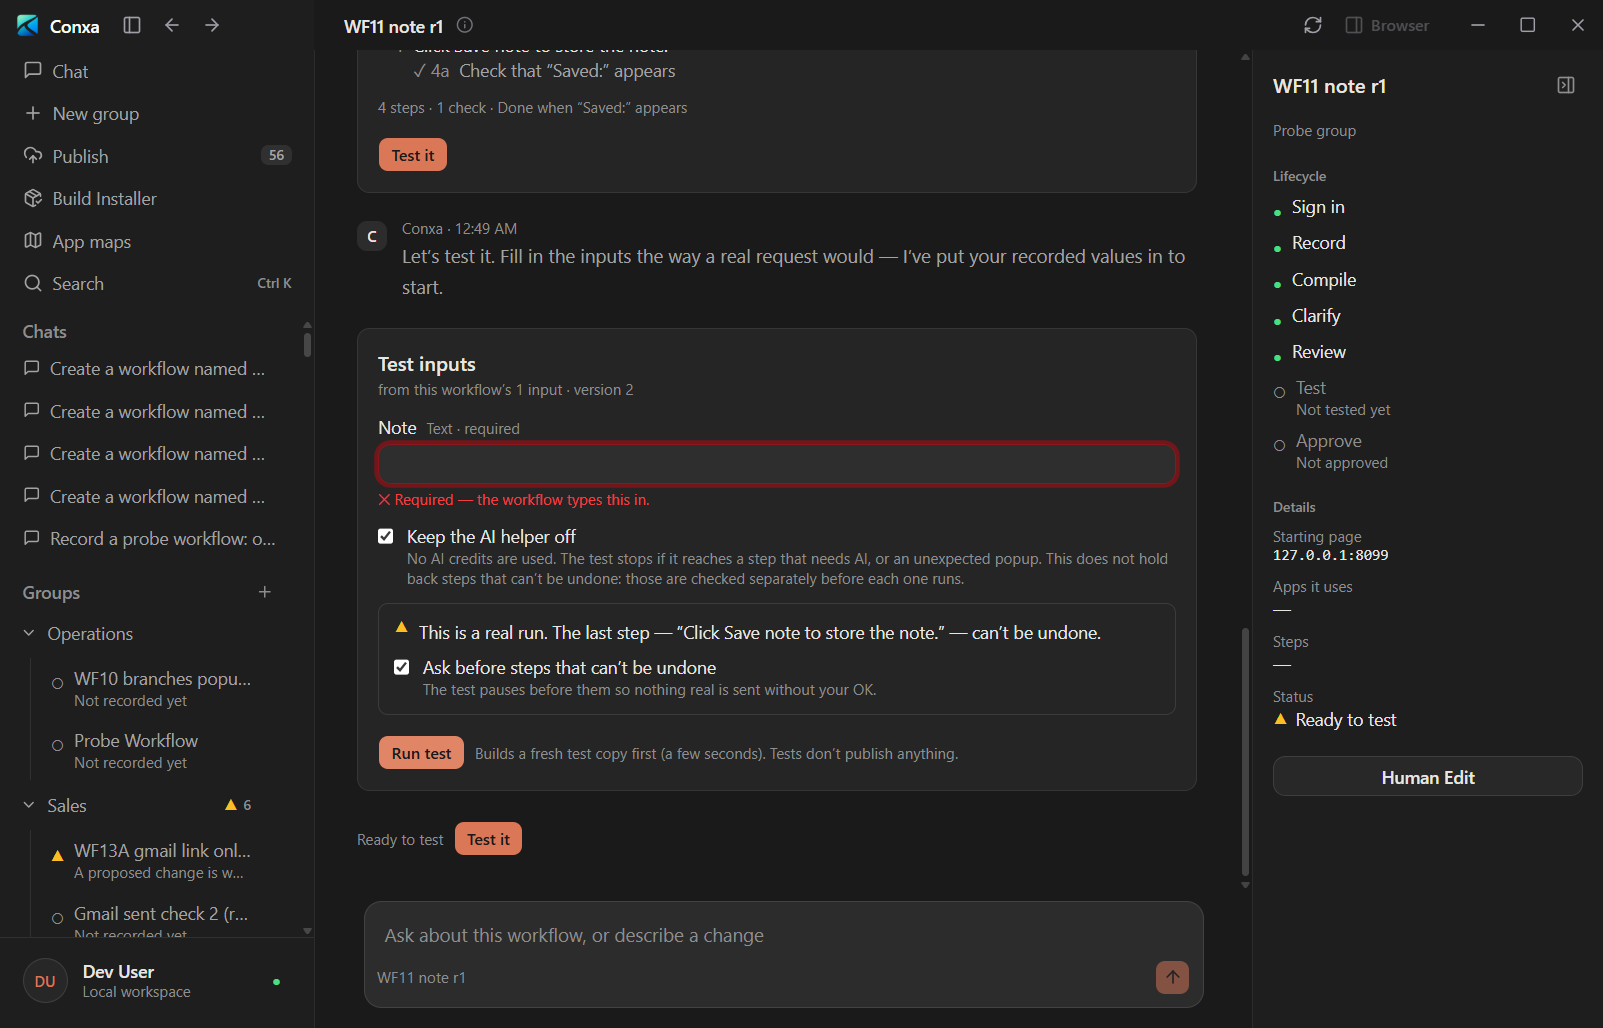 Conxa
WF11 note r1
Browser
Chat
New group
Publish 56
Build Installer
App maps
Search Ctrl K
Chats
Create a workflow named ...
Create a workflow named ...
Create a workflow named ...
Create a workflow named ...
Record a probe workflow: o...
Groups
Operations
WF10 branches popu...
Not recorded yet
Probe Workflow
Not recorded yet
Sales 6
WF13A gmail link onl...
A proposed change is w...
Gmail sent check 2 (r...
Not recorded yet
DU
Dev User
Local workspace
Click Save note to store the note.
✓ 4a Check that “Saved:” appears
4 steps · 1 check · Done when “Saved:” appears
Test it
C
Conxa · 12:49 AM
Let’s test it. Fill in the inputs the way a real request would — I’ve put your recorded values in to
start.
Test inputs
from this workflow’s 1 input · version 2
Note Text · required
Required — the workflow types this in.
Keep the AI helper off
No AI credits are used. The test stops if it reaches a step that needs AI, or an unexpected popup. This does not hold
back steps that can’t be undone: those are checked separately before each one runs.
This is a real run. The last step — “Click Save note to store the note.” — can’t be undone.
Ask before steps that can’t be undone
The test pauses before them so nothing real is sent without your OK.
Run test Builds a fresh test copy first (a few seconds). Tests don’t publish anything.
Ready to test Test it
Ask about this workflow, or describe a change
WF11 note r1
WF11 note r1
Probe group
Lifecycle
Sign in
Record
Compile
Clarify
Review
Test
Not tested yet
Approve
Not approved
Details
Starting page
127.0.0.1:8099
Apps it uses
—
Steps
—
Status
Ready to test
Human Edit